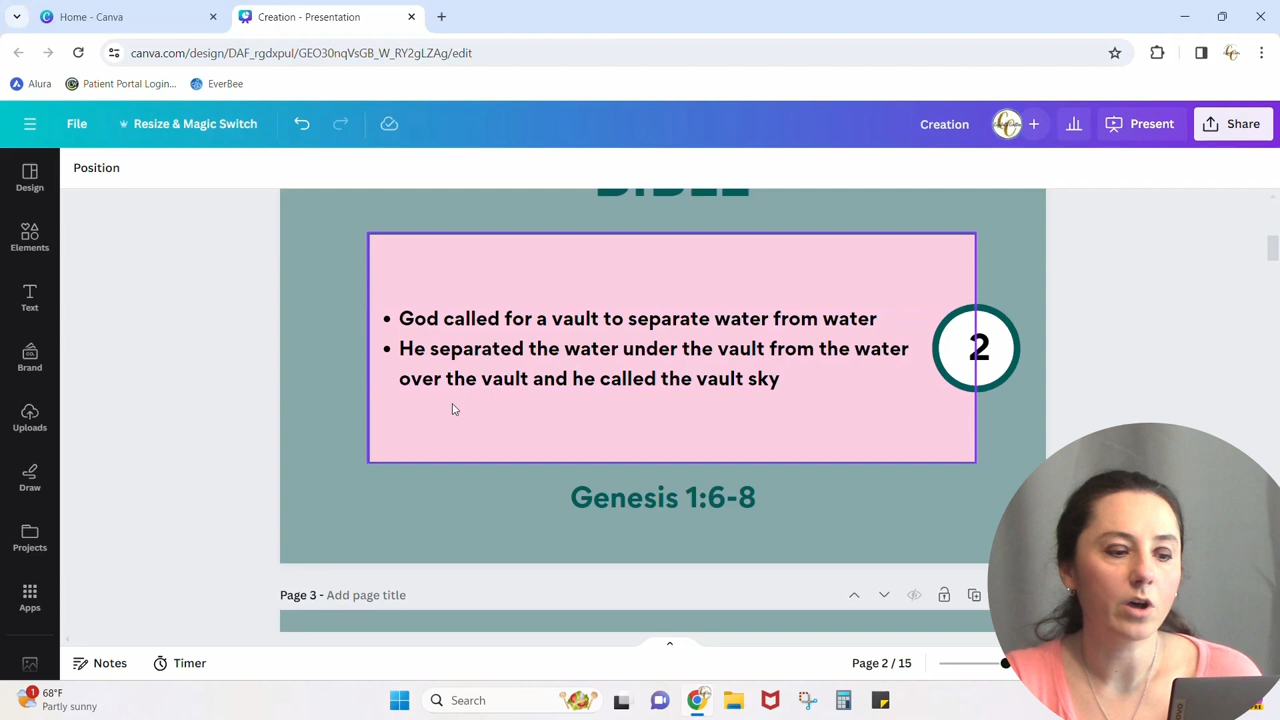 Home - Canva
Creation - Presentation
canva.com/design/DAF_rgdxpuI/GEO30nqVsGB_W_RY2gLZAg/edit
Alura
Patient Portal Login...
EverBee
File
Resize & Magic Switch
Creation
Present
Share
Position
Design
Elements
Text
Brand
Uploads
Draw
Projects
Apps
BIBLE
• God called for a vault to separate water from water
• He separated the water under the vault from the water
over the vault and he called the vault sky
2
Genesis 1:6-8
Page 3 - Add page title
Notes
Timer
Page 2 / 15
1
68°F
Partly sunny
Search